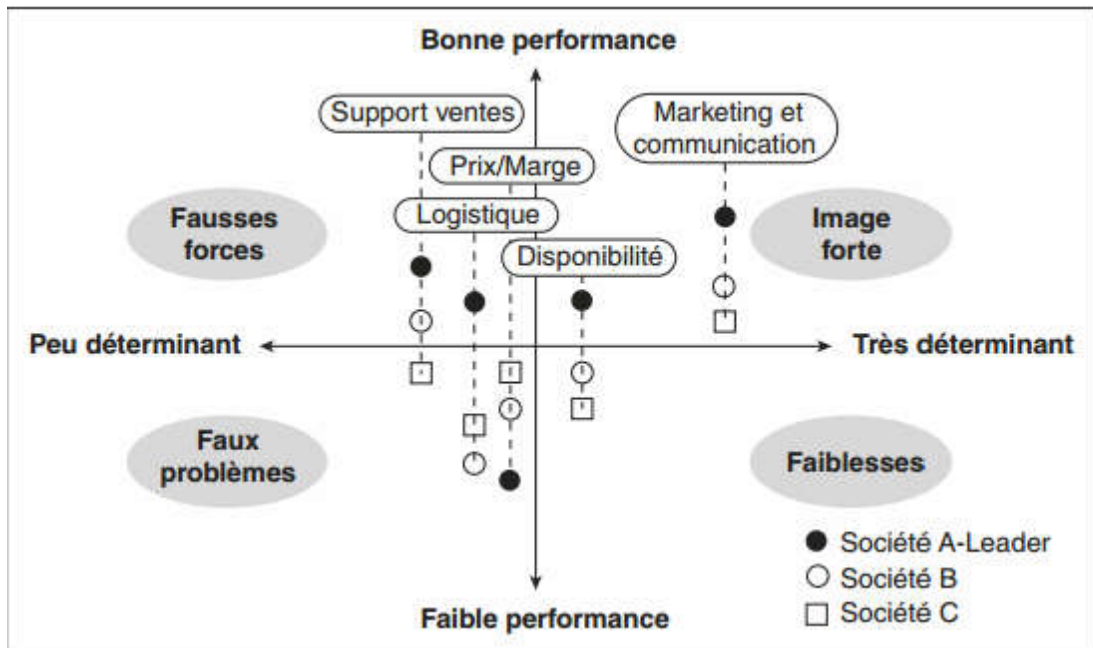 Bonne performance
Support ventes
Marketing et
communication
Prix/Marge
Logistique
Fausses
forces
Image
forte
Disponibilité
Peu déterminant
Très déterminant
Faux
problèmes
Faiblesses
Société A-Leader
Société B
Société C
Faible performance